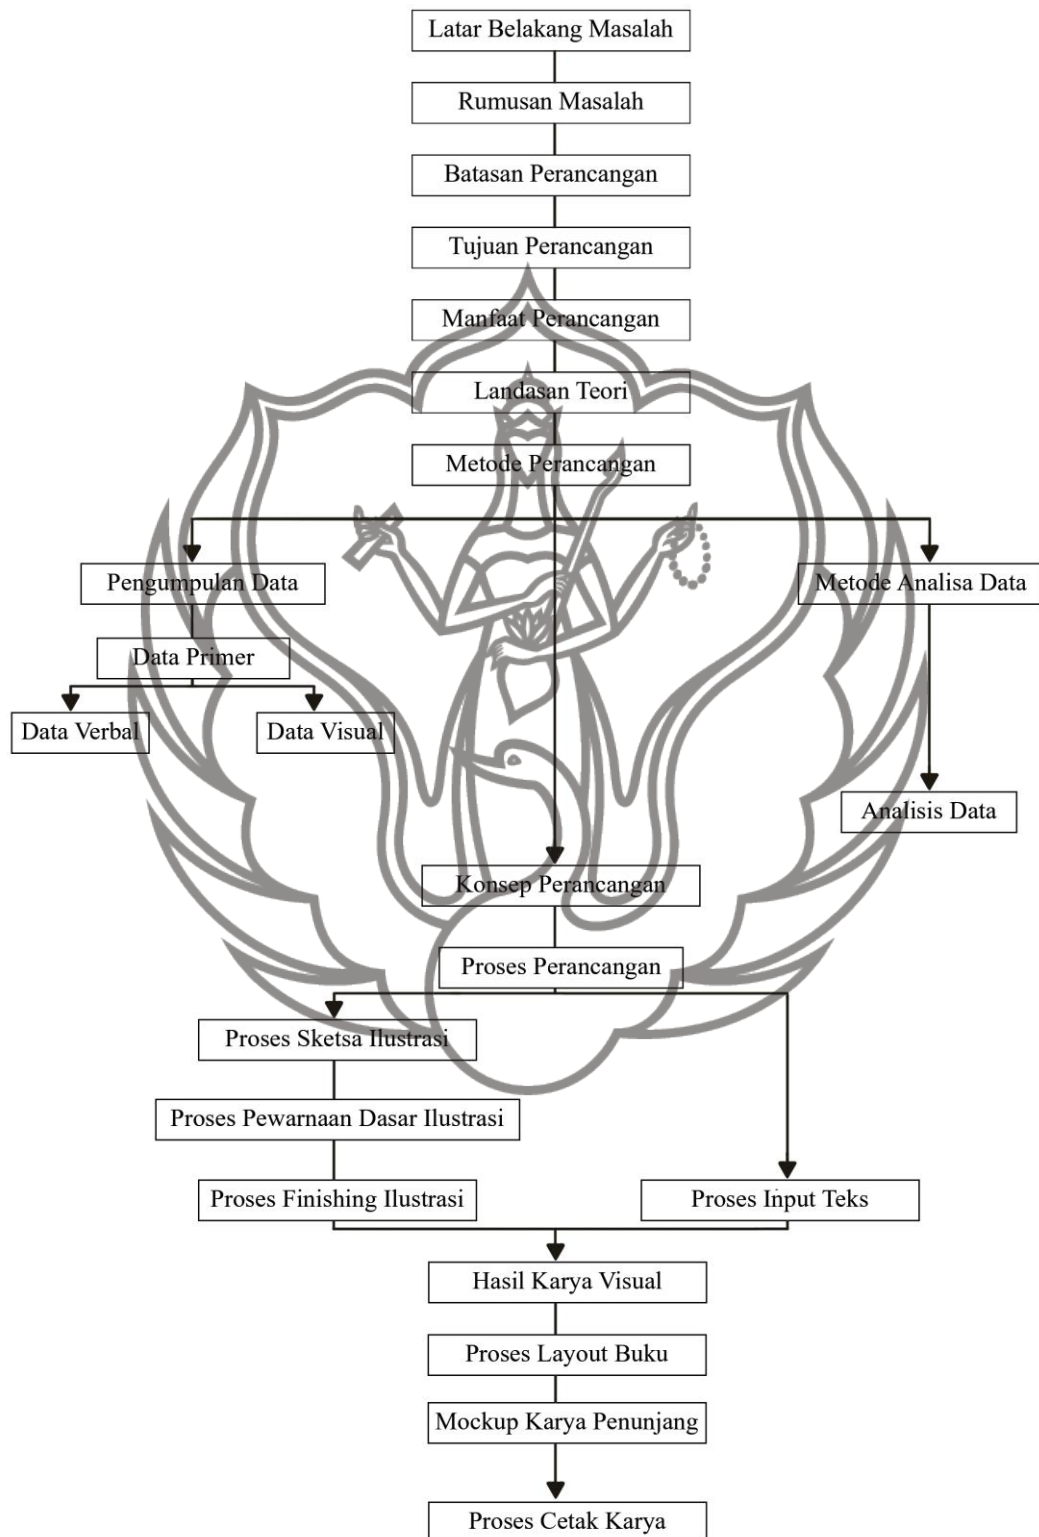 Latar Belakang Masalah
Rumusan Masalah
Batasan Perancangan
Tujuan Perancangan
Manfaat Perancangan
Landasan Teori
Metode Perancangan
Pengumpulan Data
Metode Analisa Data
Data Primer
Data Verbal
Data Visual
Analisis Data
Konsep Perancangan
Proses Perancangan
Proses Sketsa Ilustrasi
Proses Pewarnaan Dasar Ilustrasi
Proses Finishing Ilustrasi
Proses Input Teks
Hasil Karya Visual
Proses Layout Buku
Mockup Karya Penunjang
Proses Cetak Karya